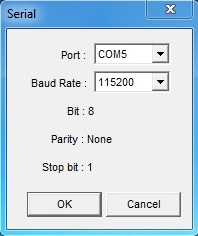 Serial
Port : COM5
Baud Rate : 115200
Bit : 8
Parity : None
Stop bit : 1
OK Cancel